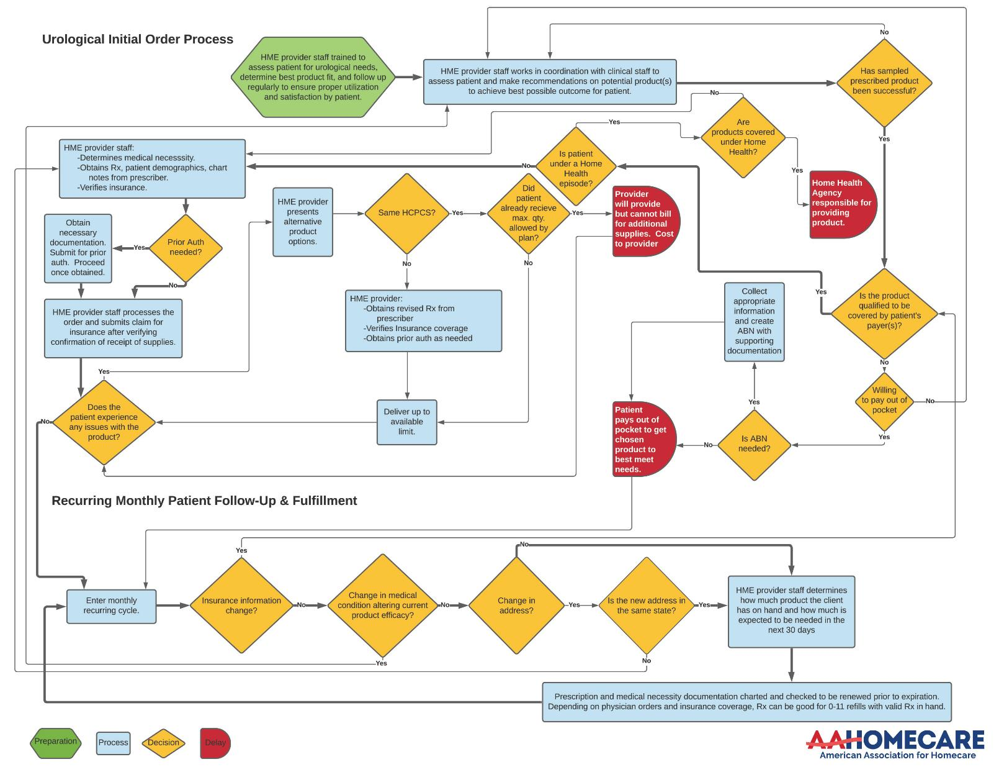 Urological Initial Order Process
HME provider staff trained to
assess patient for urological needs,
determine best product fit, and follow up
regularly to ensure proper utilization
and satisfaction by patient.
HME provider staff works in coordination with clinical staff to
assess patient and make recommendations on potential product(s)
to achieve best possible outcome for patient.
No
Has sampled
prescribed product
been successful?
Yes
No
Are
products covered
under Home
Health?
Yes
Home Health
Agency
responsible for
providing
product.
Yes
Is patient
under a Home
Health
episode?
No
HME provider staff:
-Determines medical necesssity.
-Obtains Rx, patient demographics, chart
notes from prescriber.
-Verifies insurance.
Prior Auth
needed?
Yes
No
Obtain
necessary
documentation.
Submit for prior
auth. Proceed
once obtained.
HME provider staff processes the
order and submits claim for
insurance after verifying
confirmation of receipt of supplies.
HME provider
presents
alternative
product
options.
Same HCPCS?
Yes
No
Did
patient
already recieve
max. qty.
allowed by
plan?
Yes
No
Provider
will provide
but cannot bill
for additional
supplies. Cost
to provider
HME provider:
-Obtains revised Rx from
prescriber
-Verifies Insurance coverage
-Obtains prior auth as needed
Deliver up to
available
limit.
Yes
Does the
patient experience
any issues with the
product?
No
Yes
Is the product
qualified to be
covered by patient's
payer(s)?
No
Willing
to pay out of
pocket
No
Yes
Collect
appropriate
information
and create
ABN with
supporting
documentation
Yes
Is ABN
needed?
No
Patient
pays out of
pocket to get
chosen
product to
best meet
needs.
Recurring Monthly Patient Follow-Up & Fulfillment
Enter monthly
recurring cycle.
Yes
Insurance information
change?
No
Change in medical
condition altering current
product efficacy?
Yes
No
No
Change in
address?
Yes
Is the new address in
the same state?
Yes
No
HME provider staff determines
how much product the client
has on hand and how much is
expected to be needed in the
next 30 days
Prescription and medical necessity documentation charted and checked to be renewed prior to expiration.
Depending on physician orders and insurance coverage, Rx can be good for 0-11 refills with valid Rx in hand.
Preparation
Process
Decision
Delay
AAHOMECARE
American Association for Homecare